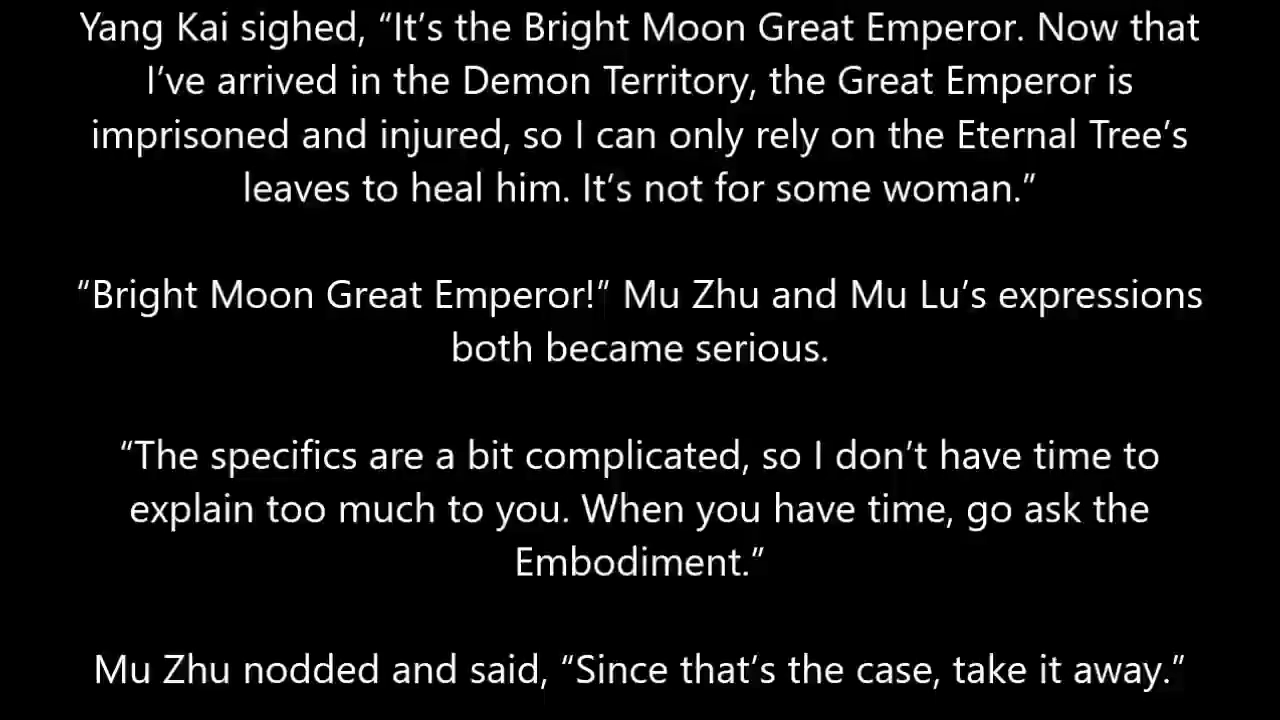 Yang Kai sighed, “It’s the Bright Moon Great Emperor. Now that
I’ve arrived in the Demon Territory, the Great Emperor is
imprisoned and injured, so I can only rely on the Eternal Tree’s
leaves to heal him. It’s not for some woman.”
“Bright Moon Great Emperor!” Mu Zhu and Mu Lu’s expressions
both became serious.
“The specifics are a bit complicated, so I don’t have time to
explain too much to you. When you have time, go ask the
Embodiment.”
Mu Zhu nodded and said, “Since that’s the case, take it away.”